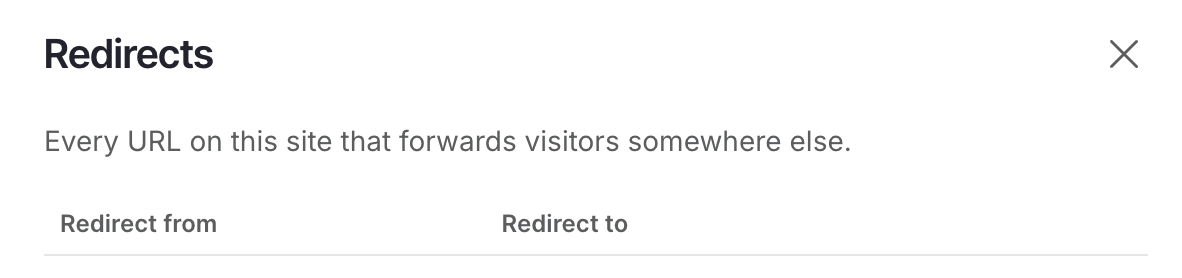 Redirects
Every URL on this site that forwards visitors somewhere else.
Redirect from Redirect to